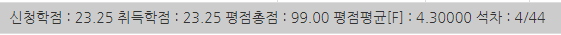 신청학점 : 23.25 취득학점 : 23.25 평점총점 : 99.00 평점평균[F] : 4.30000 석차 : 4/44